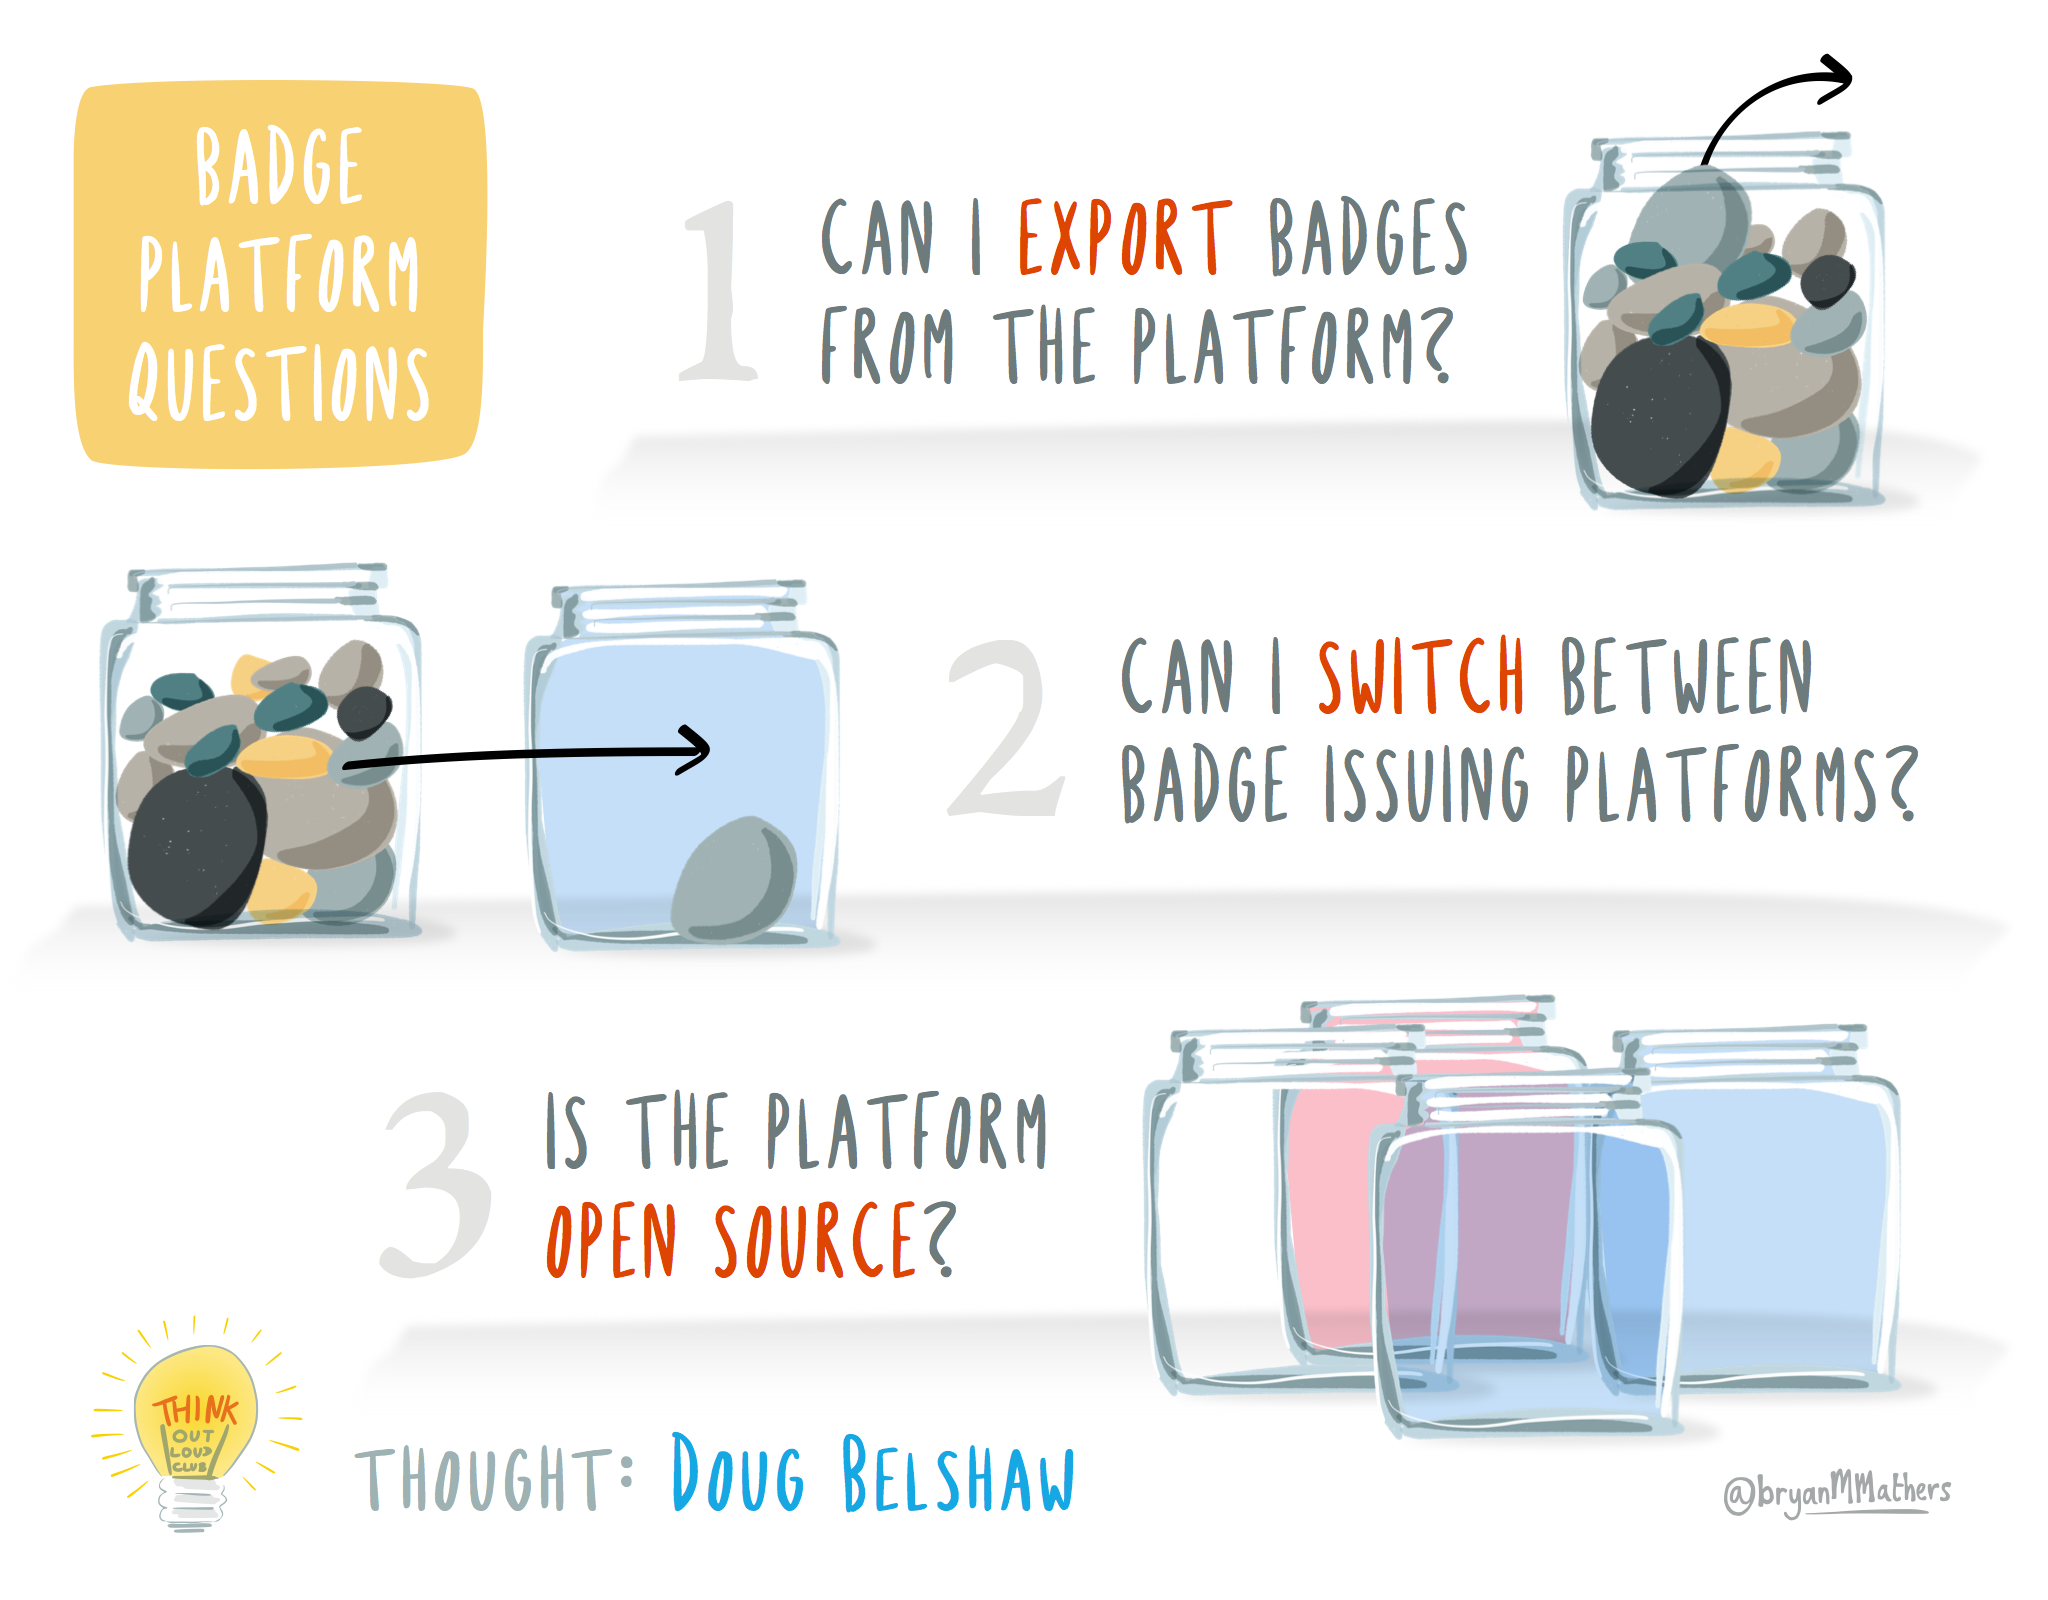 BADGE
PLATFORM
QUESTIONS
1
CAN I EXPORT BADGES
FROM THE PLATFORM?
2
CAN I SWITCH BETWEEN
BADGE ISSUING PLATFORMS?
3
IS THE PLATFORM
OPEN SOURCE?
THINK
OUT
LOUD
CLUB
THOUGHT: DOUG BELSHAW
@bryanMMathers